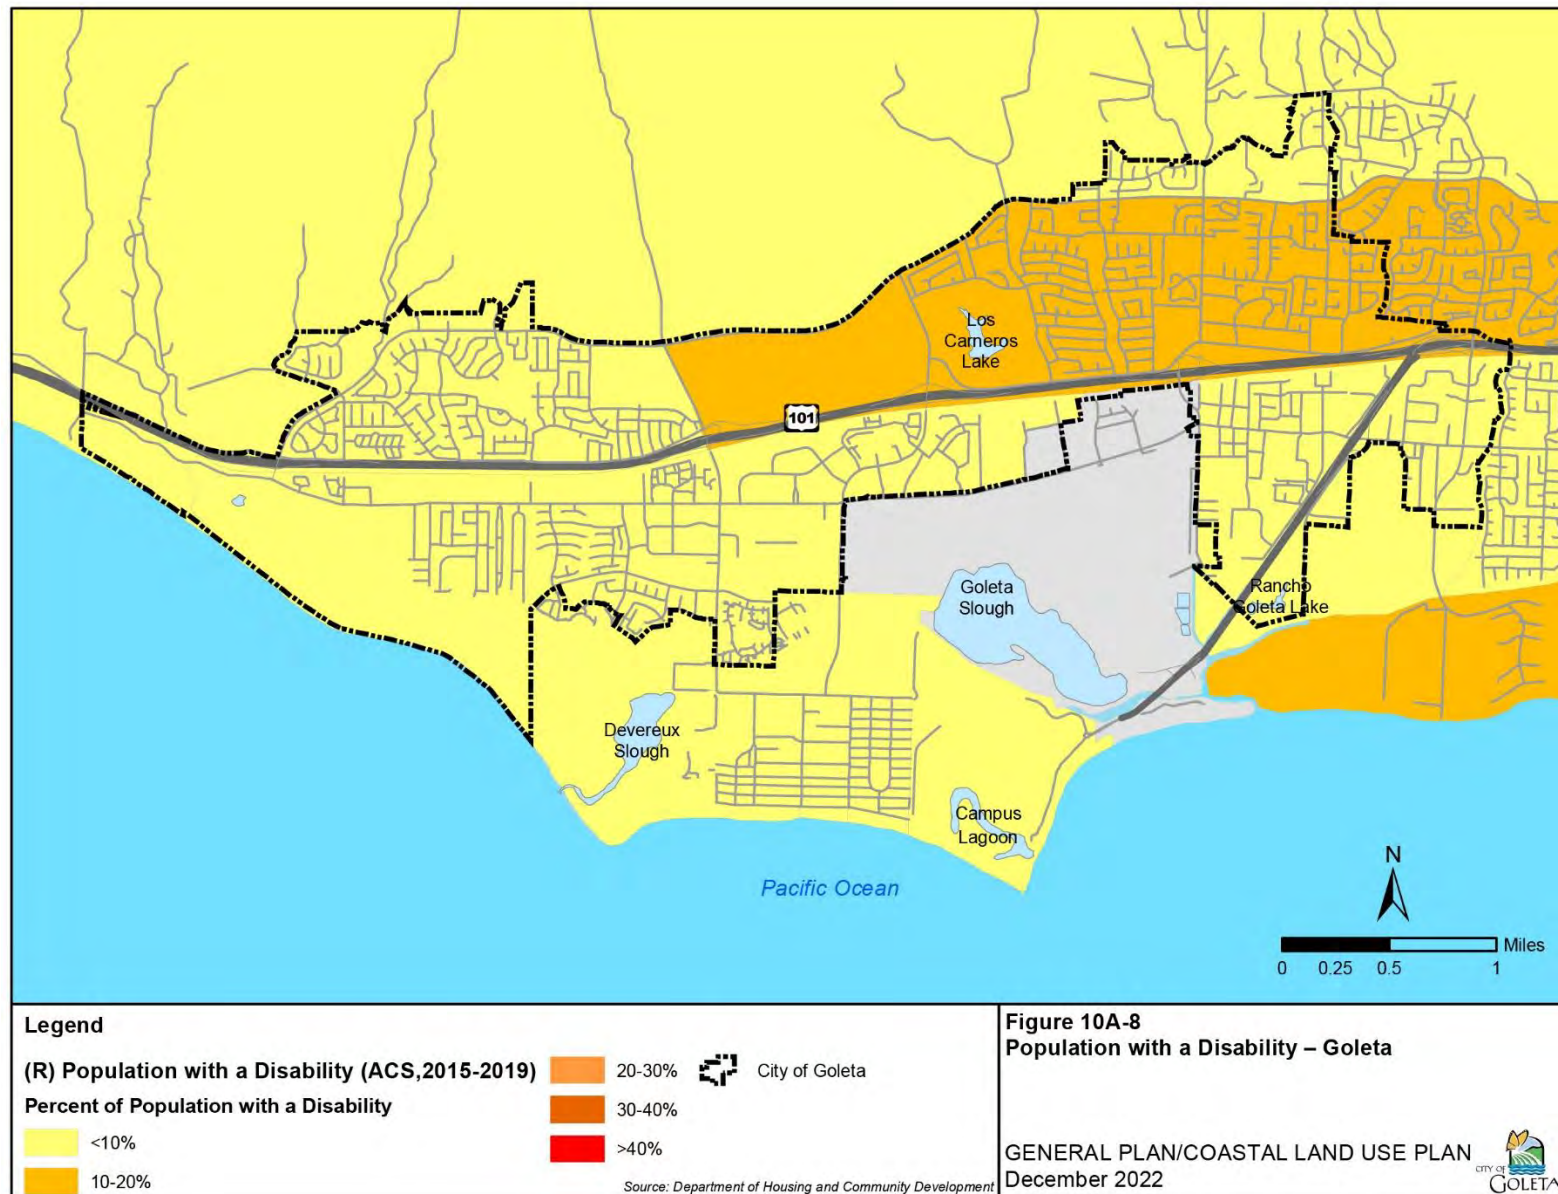 Los
Carneros
Lake
101
Goleta
Slough
Rancho
Goleta Lake
Devereux
Slough
Campus
Lagoon
Pacific Ocean
N
Miles
0 0.25 0.5 1
Legend
(R) Population with a Disability (ACS,2015-2019)
Percent of Population with a Disability
<10%
10-20%
20-30%
30-40%
>40%
City of Goleta
Source: Department of Housing and Community Development
Figure 10A-8
Population with a Disability – Goleta
GENERAL PLAN/COASTAL LAND USE PLAN
December 2022
CITY OF
GOLETA